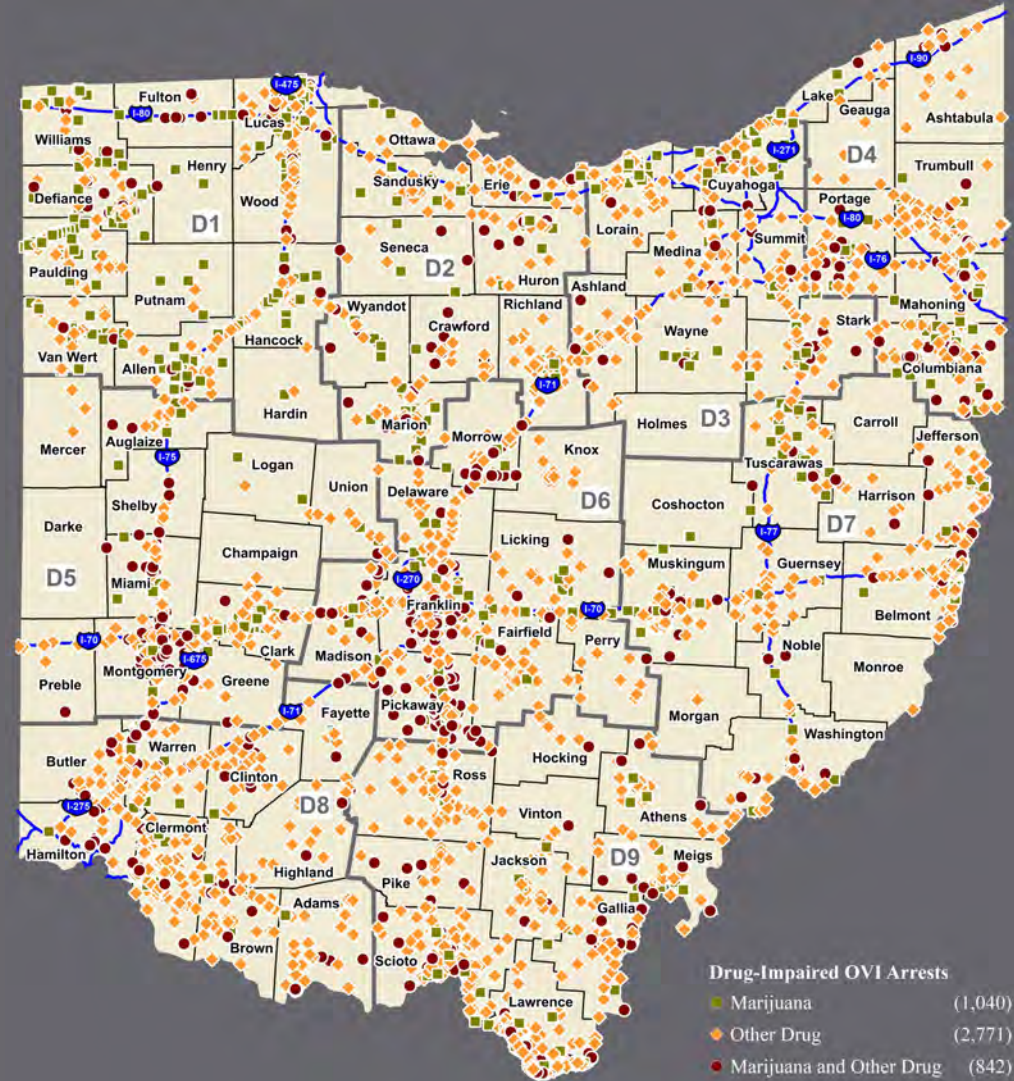 I-90
I-475
Fulton
Lake
I-80
Geauga
Lucas
Ashtabula
Williams
Ottawa
I-271
Henry
D4
Trumbull
Sandusky
Erie
Cuyahoga
Defiance
Wood
Portage
D1
I-80
Lorain
Summit
Seneca
Medina
I-76
D2
Paulding
Huron
Ashland
Putnam
Wyandot
Richland
Mahoning
Crawford
Wayne
Stark
Hancock
Van Wert
Allen
Columbiana
I-71
Hardin
Holmes
D3
Carroll
Marion
Mercer
Auglaize
Morrow
Jefferson
Knox
I-75
Logan
Tuscarawas
Union
Delaware
Harrison
D6
Shelby
Coshocton
Darke
D7
I-77
Licking
Champaign
Muskingum
Guernsey
D5
Miami
I-270
Franklin
I-70
Belmont
Fairfield
I-70
Perry
Noble
Clark
Madison
I-675
Montgomery
Monroe
Preble
Greene
Pickaway
I-71
Fayette
Morgan
Washington
Warren
Hocking
Butler
Clinton
Ross
I-275
D8
Vinton
Athens
Clermont
Hamilton
Jackson
D9
Meigs
Highland
Pike
Adams
Gallia
Brown
Scioto
Lawrence
Drug-Impaired OVI Arrests
Marijuana (1,040)
Other Drug (2,771)
Marijuana and Other Drug (842)